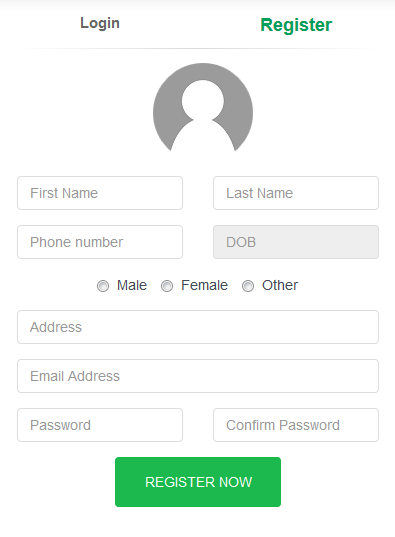 Login Register
First Name Last Name
Phone number DOB
Male Female Other
Address
Email Address
Password Confirm Password
REGISTER NOW